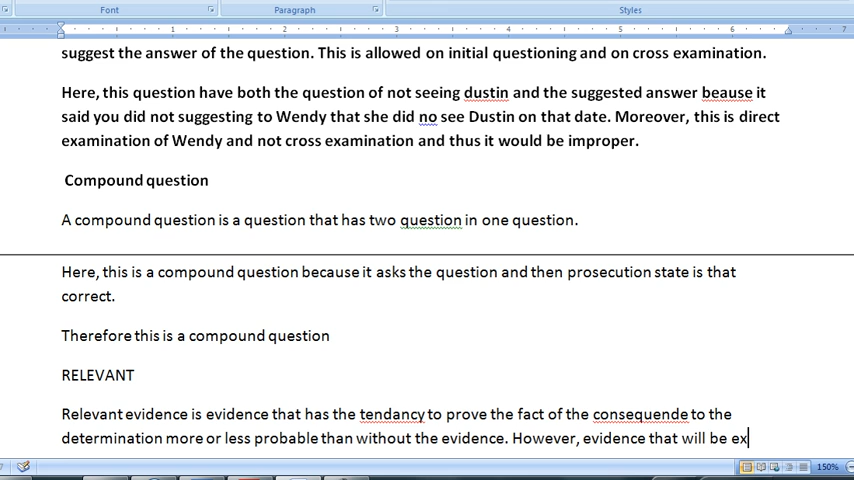 Font
Paragraph
Styles
1 2 3 4 5 6 7
suggest the answer of the question. This is allowed on initial questioning and on cross examination.
Here, this question have both the question of not seeing dustin and the suggested answer beause it
said you did not suggesting to Wendy that she did no see Dustin on that date. Moreover, this is direct
examination of Wendy and not cross examination and thus it would be improper.
Compound question
A compound question is a question that has two question in one question.
Here, this is a compound question because it asks the question and then prosecution state is that
correct.
Therefore this is a compound question
RELEVANT
Relevant evidence is evidence that has the tendancy to prove the fact of the consequende to the
determination more or less probable than without the evidence. However, evidence that will be ex
150%